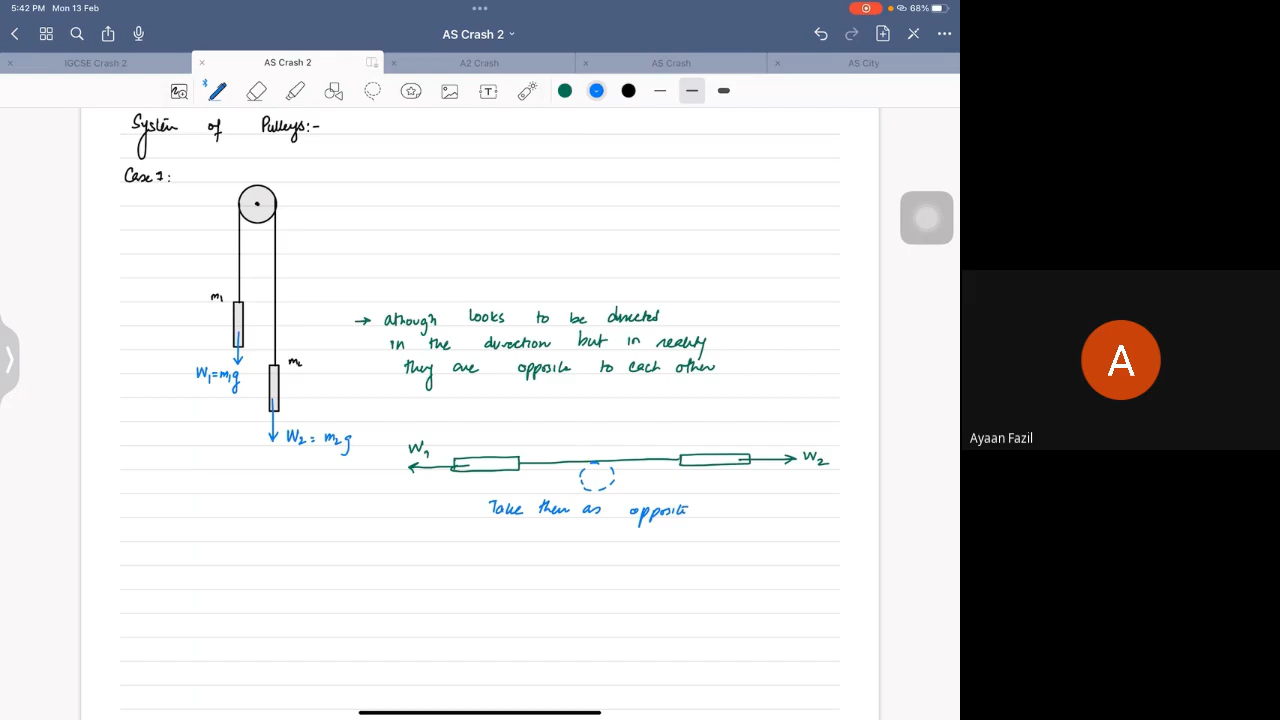 5:42 PM Mon 13 Feb
68%
AS Crash 2
IGCSE Crash 2
AS Crash 2
A2 Crash
AS Crash
AS City
System of Pulleys:-
Case 1:
m1
m2
W1=m1g
W2 = m2g
→ athough looks to be directed
in the direction but in reality
they are opposite to each other
W1
W2
Take them as opposite
A
Ayaan Fazil